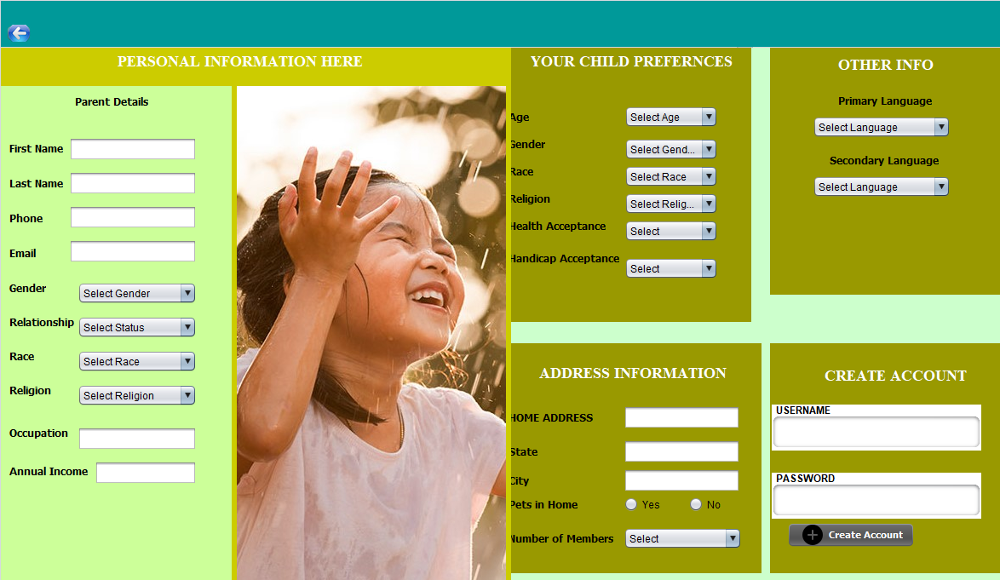 PERSONAL INFORMATION HERE
Parent Details
First Name
Last Name
Phone
Email
Gender
Select Gender
Relationship
Select Status
Race
Select Race
Religion
Select Religion
Occupation
Annual Income
YOUR CHILD PREFERNCES
Age
Select Age
Gender
Select Gend...
Race
Select Race
Religion
Select Relig...
Health Acceptance
Select
Handicap Acceptance
Select
OTHER INFO
Primary Language
Select Language
Secondary Language
Select Language
ADDRESS INFORMATION
HOME ADDRESS
State
City
Pets in Home
Yes
No
Number of Members
Select
CREATE ACCOUNT
USERNAME
PASSWORD
Create Account